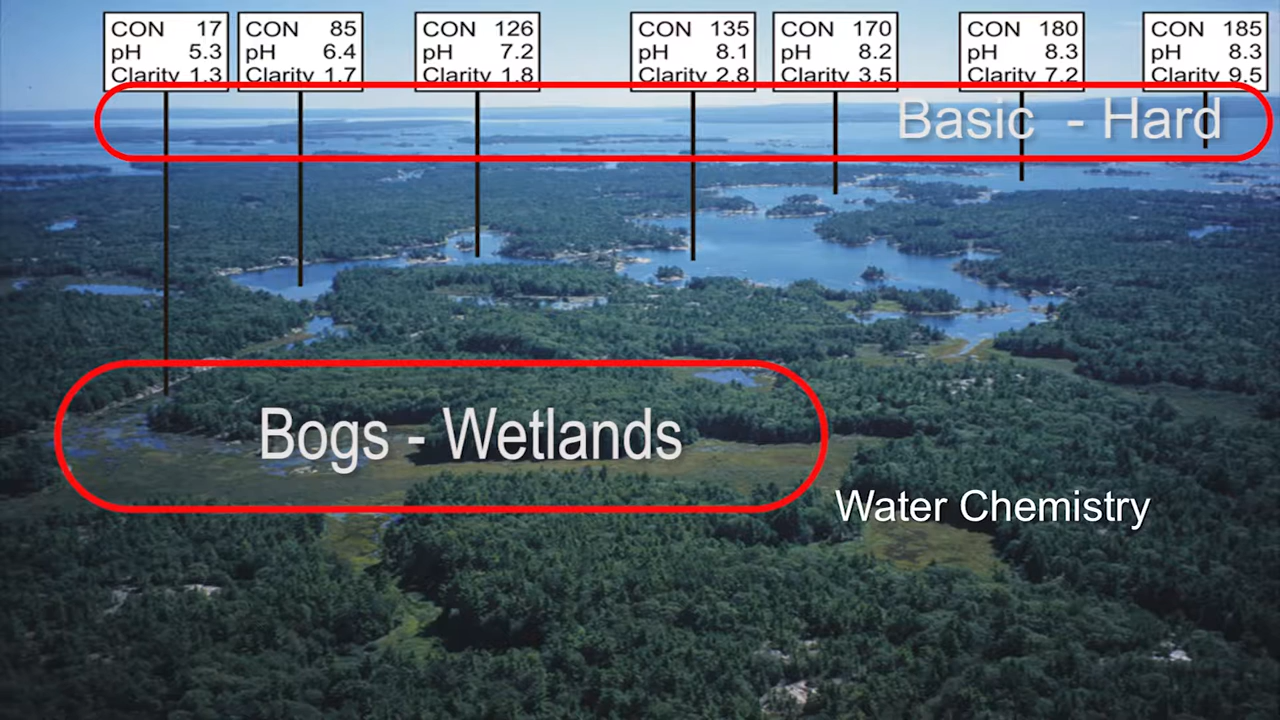 CON 17
pH 5.3
Clarity 1.3
CON 85
pH 6.4
Clarity 1.7
CON 126
pH 7.2
Clarity 1.8
CON 135
pH 8.1
Clarity 2.8
CON 170
pH 8.2
Clarity 3.5
CON 180
pH 8.3
Clarity 7.2
CON 185
pH 8.3
Clarity 9.5
Basic - Hard
Bogs - Wetlands
Water Chemistry